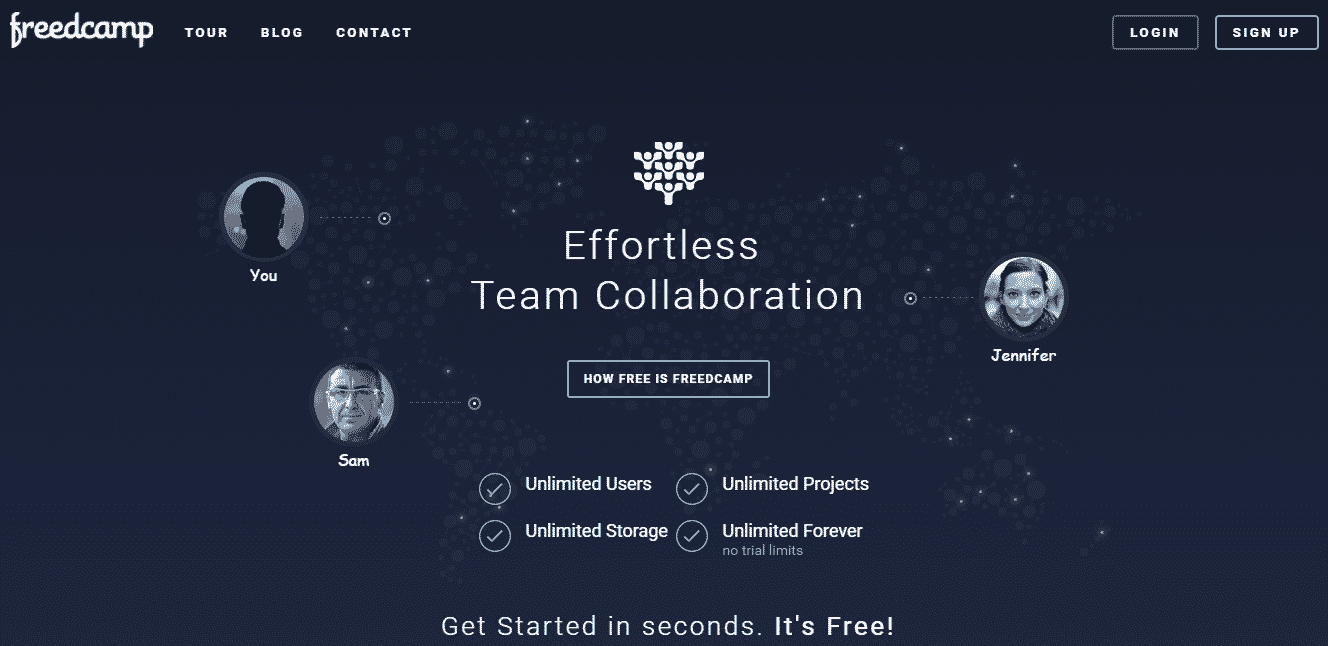 freedcamp TOUR BLOG CONTACT LOGIN SIGN UP
Effortless
Team Collaboration
You
Jennifer
HOW FREE IS FREEDCAMP
Sam
Unlimited Users Unlimited Projects
Unlimited Storage Unlimited Forever
no trial limits
Get Started in seconds. It's Free!